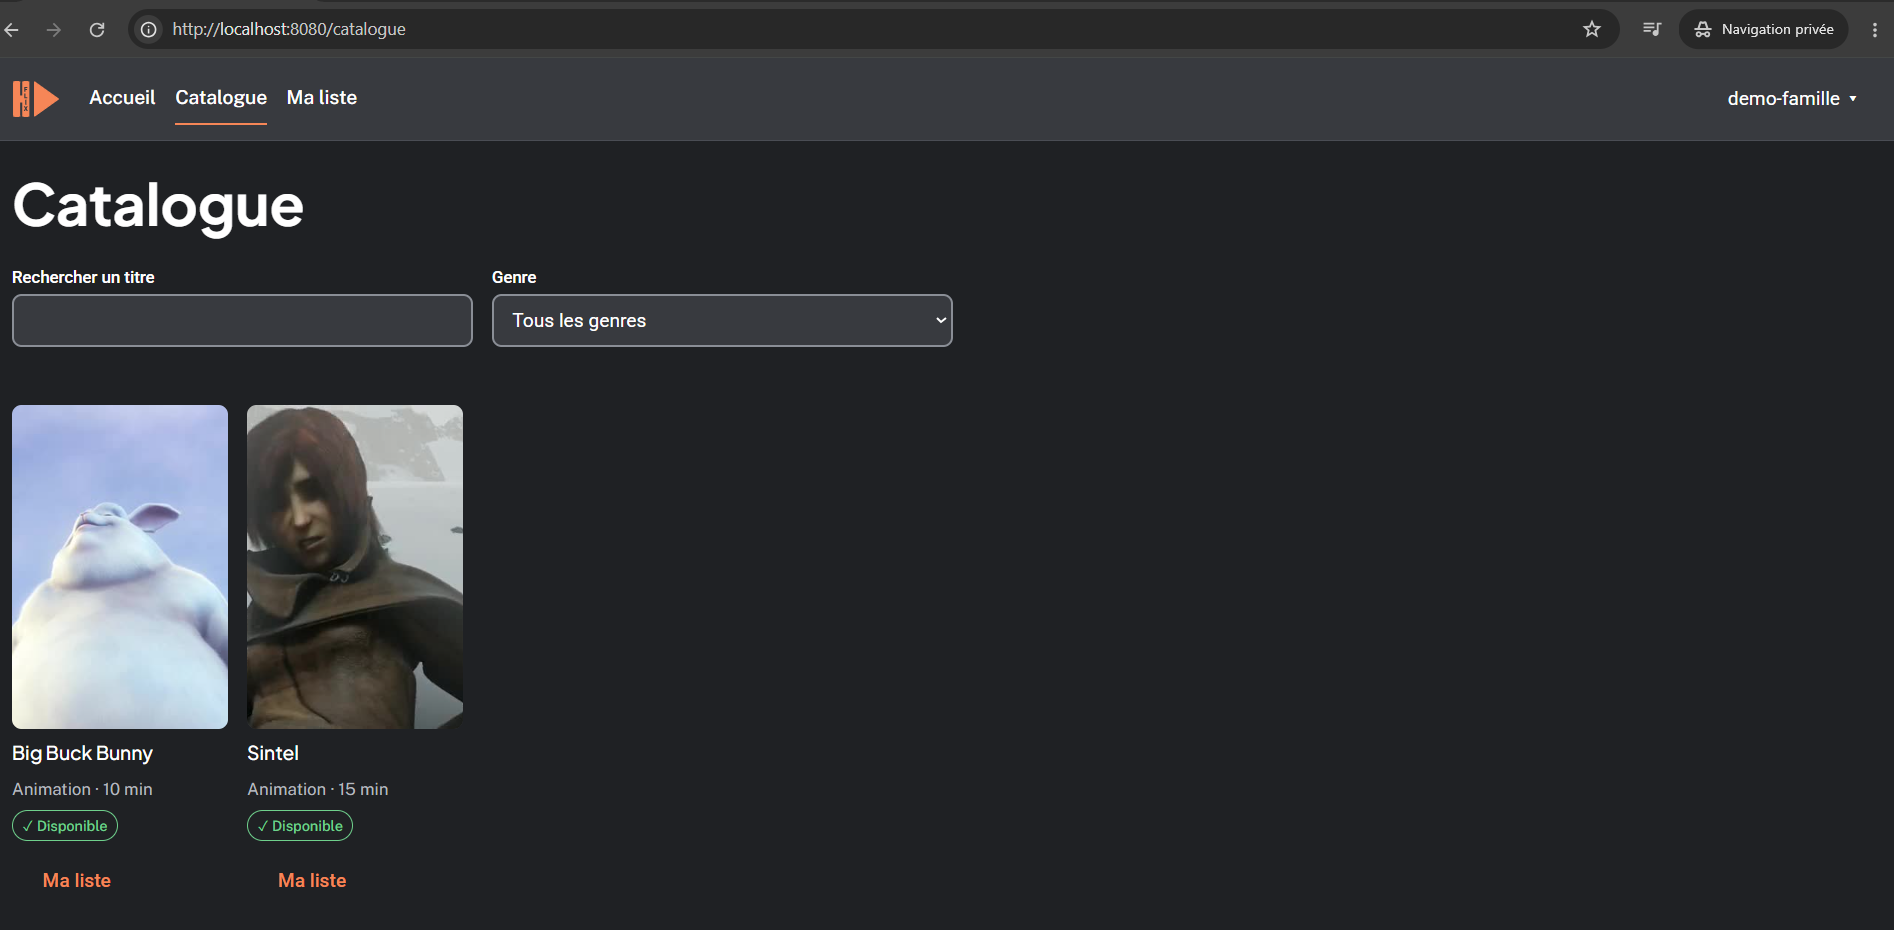 http://localhost:8080/catalogue
Navigation privée
FLIX
Accueil Catalogue Ma liste
demo-famille
Catalogue
Rechercher un titre
Genre
Tous les genres
Big Buck Bunny
Animation · 10 min
✓ Disponible
Ma liste
Sintel
Animation · 15 min
✓ Disponible
Ma liste